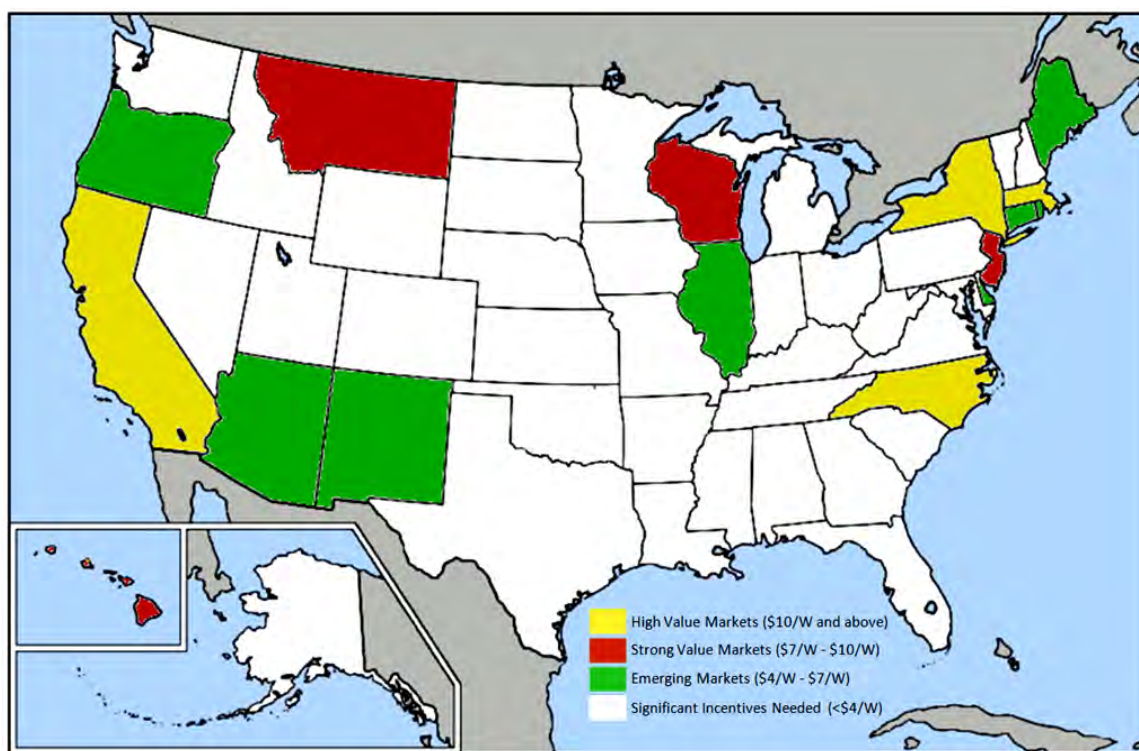 High Value Markets ($10/W and above)
Strong Value Markets ($7/W - $10/W)
Emerging Markets ($4/W - $7/W)
Significant Incentives Needed (<$4/W)